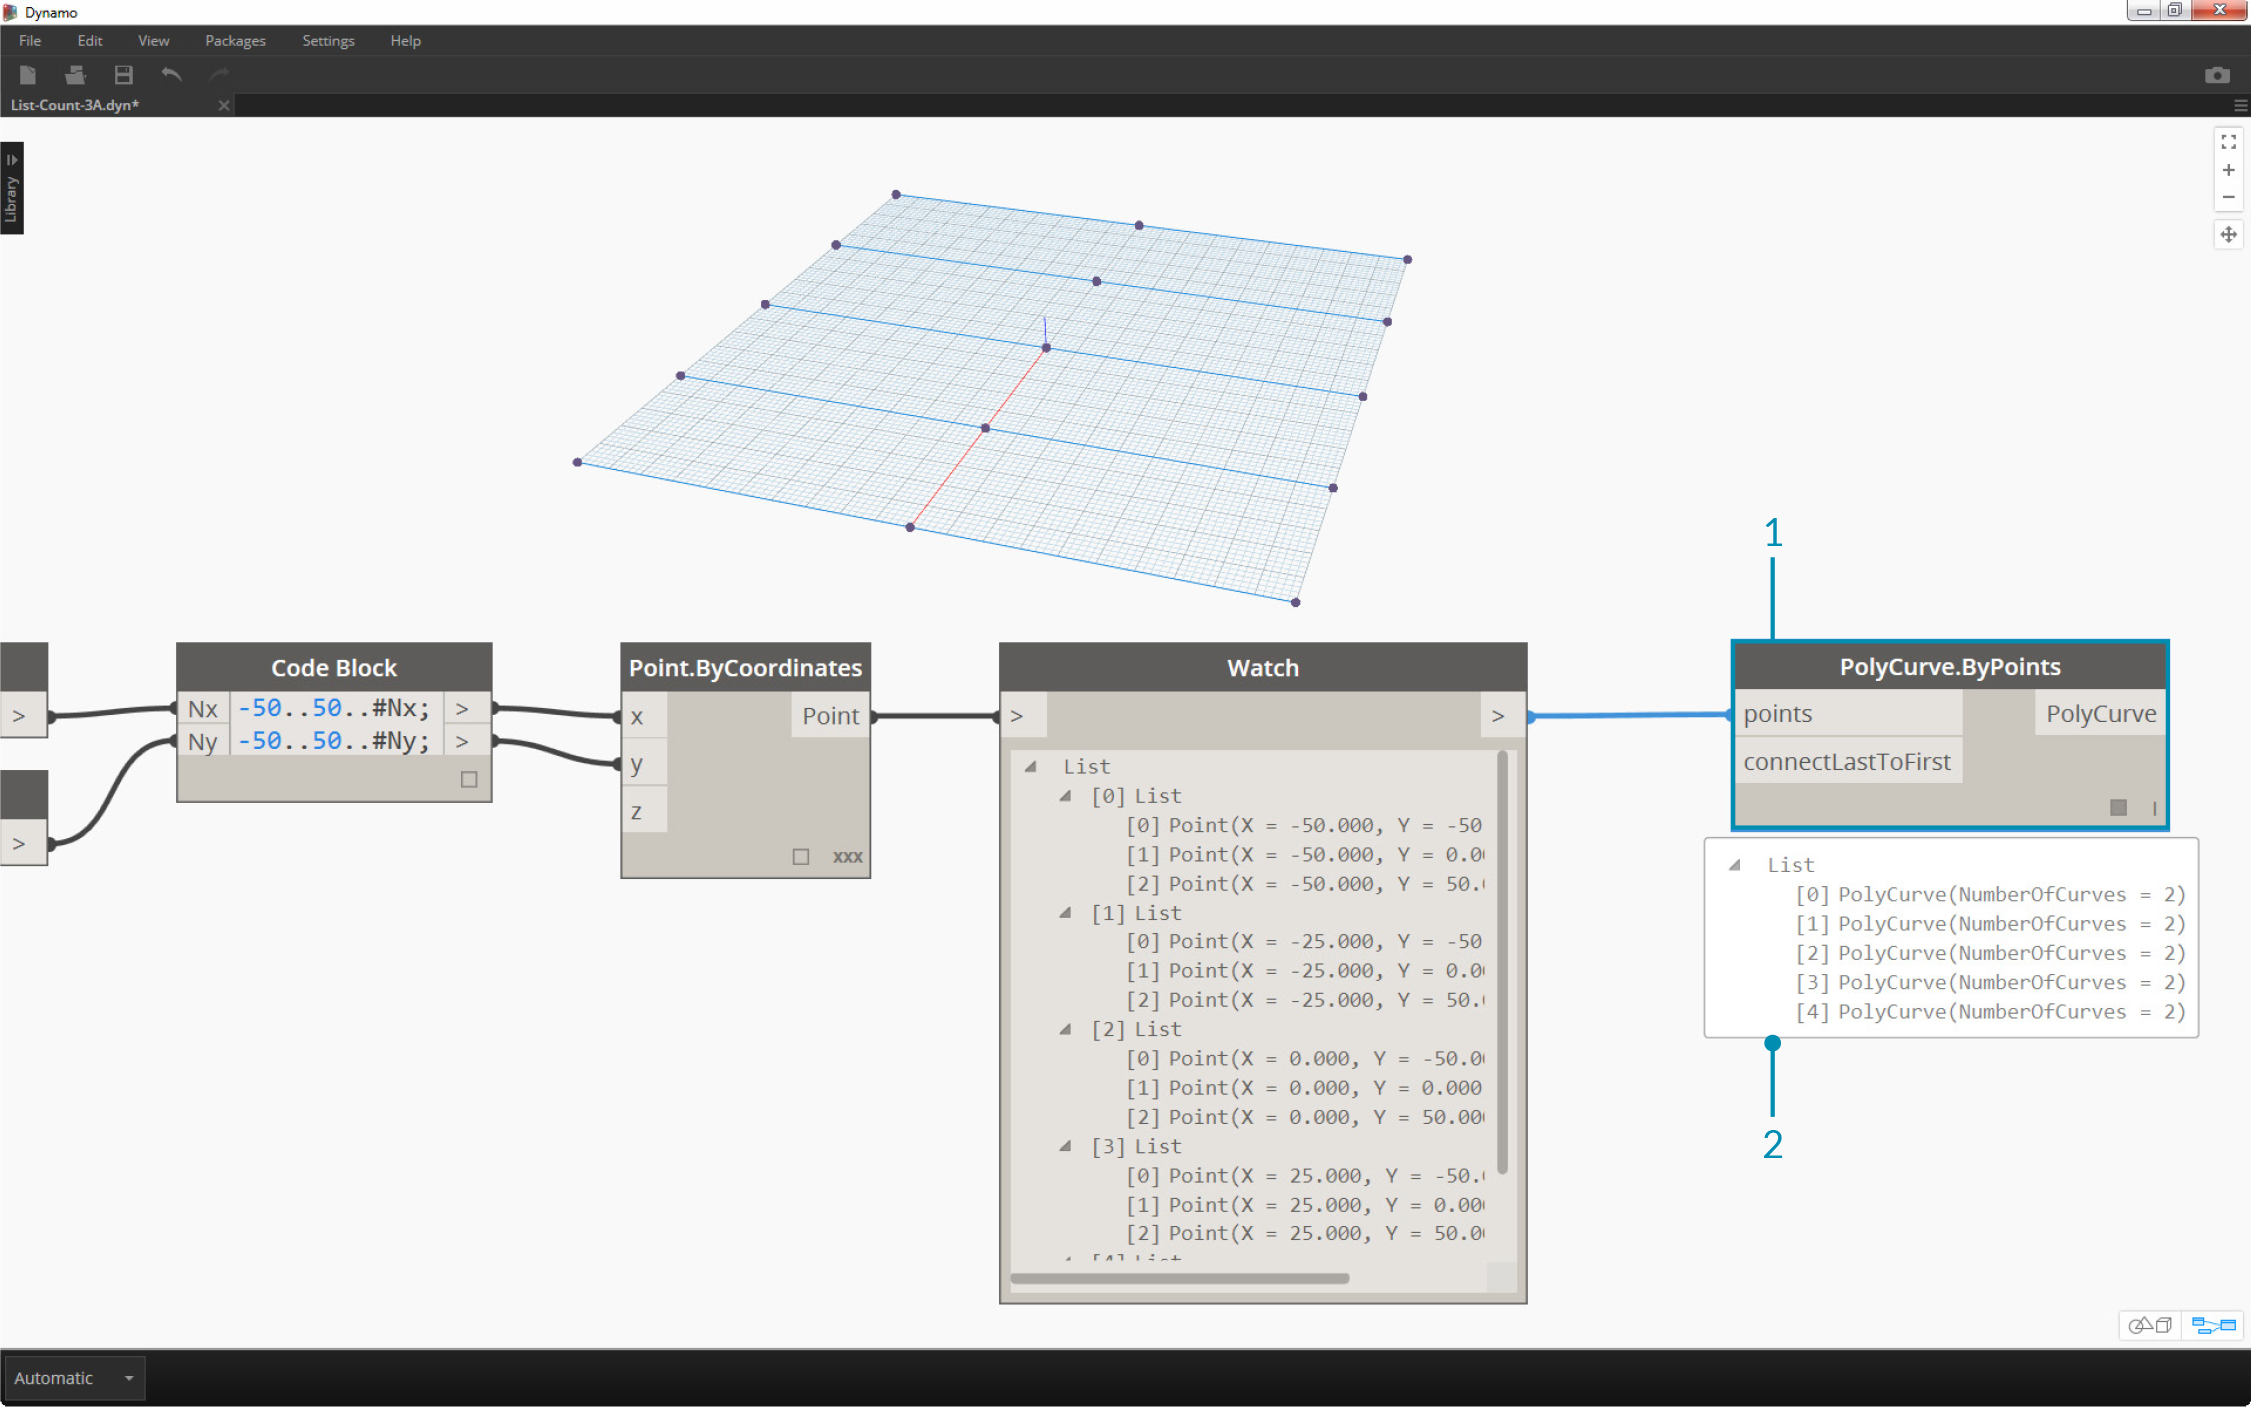 Dynamo
File Edit View Packages Settings Help
List-Count-3A.dyn*
Library
1
Code Block
Nx -50..50..#Nx; >
Ny -50..50..#Ny; >
>
>
Point.ByCoordinates
x Point
y
z
xxx
Watch
> >
List
[0] List
[0] Point(X = -50.000, Y = -50
[1] Point(X = -50.000, Y = 0.0
[2] Point(X = -50.000, Y = 50.
[1] List
[0] Point(X = -25.000, Y = -50
[1] Point(X = -25.000, Y = 0.0
[2] Point(X = -25.000, Y = 50.
[2] List
[0] Point(X = 0.000, Y = -50.0
[1] Point(X = 0.000, Y = 0.000
[2] Point(X = 0.000, Y = 50.00
[3] List
[0] Point(X = 25.000, Y = -50.
[1] Point(X = 25.000, Y = 0.00
[2] Point(X = 25.000, Y = 50.0
[4] List
PolyCurve.ByPoints
points PolyCurve
connectLastToFirst
|
List
[0] PolyCurve(NumberOfCurves = 2)
[1] PolyCurve(NumberOfCurves = 2)
[2] PolyCurve(NumberOfCurves = 2)
[3] PolyCurve(NumberOfCurves = 2)
[4] PolyCurve(NumberOfCurves = 2)
2
Automatic